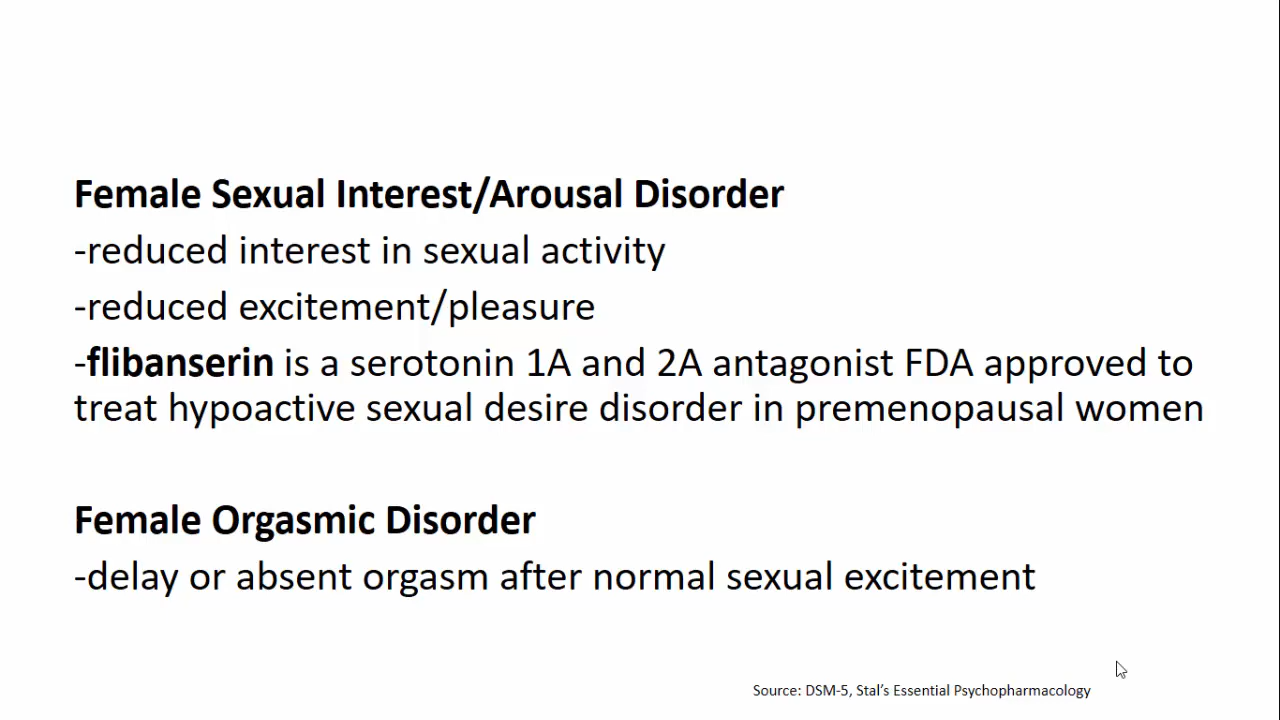 Female Sexual Interest/Arousal Disorder
-reduced interest in sexual activity
-reduced excitement/pleasure
-flibanserin is a serotonin 1A and 2A antagonist FDA approved to
treat hypoactive sexual desire disorder in premenopausal women
Female Orgasmic Disorder
-delay or absent orgasm after normal sexual excitement
Source: DSM-5, Stal’s Essential Psychopharmacology